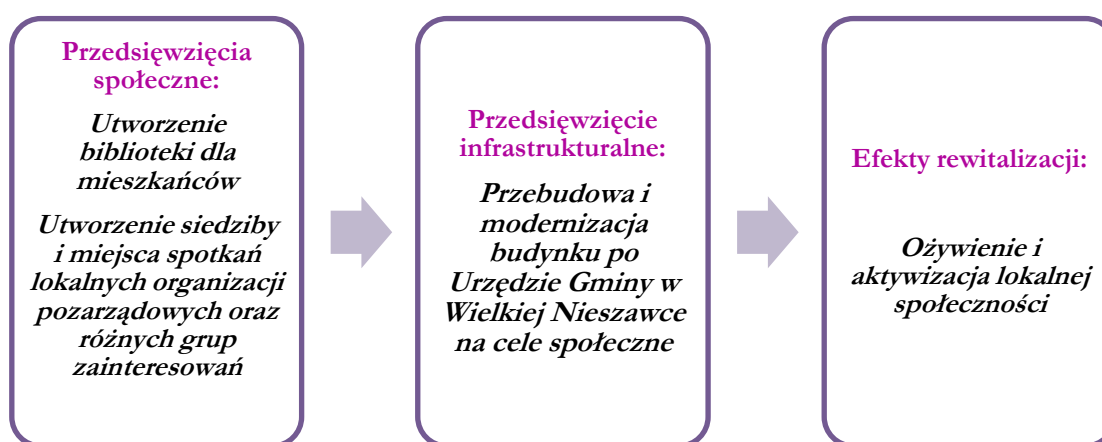 Przedsięwzięcia
społeczne:
Utworzenie
biblioteki dla
mieszkańców
Utworzenie siedziby
i miejsca spotkań
lokalnych organizacji
pozarządowych oraz
różnych grup
zainteresowań
Przedsięwzięcie
infrastrukturalne:
Przebudowa i
modernizacja
budynku po
Urzędzie Gminy w
Wielkiej Nieszawce
na cele społeczne
Efekty rewitalizacji:
Ożywienie i
aktywizacja lokalnej
społeczności